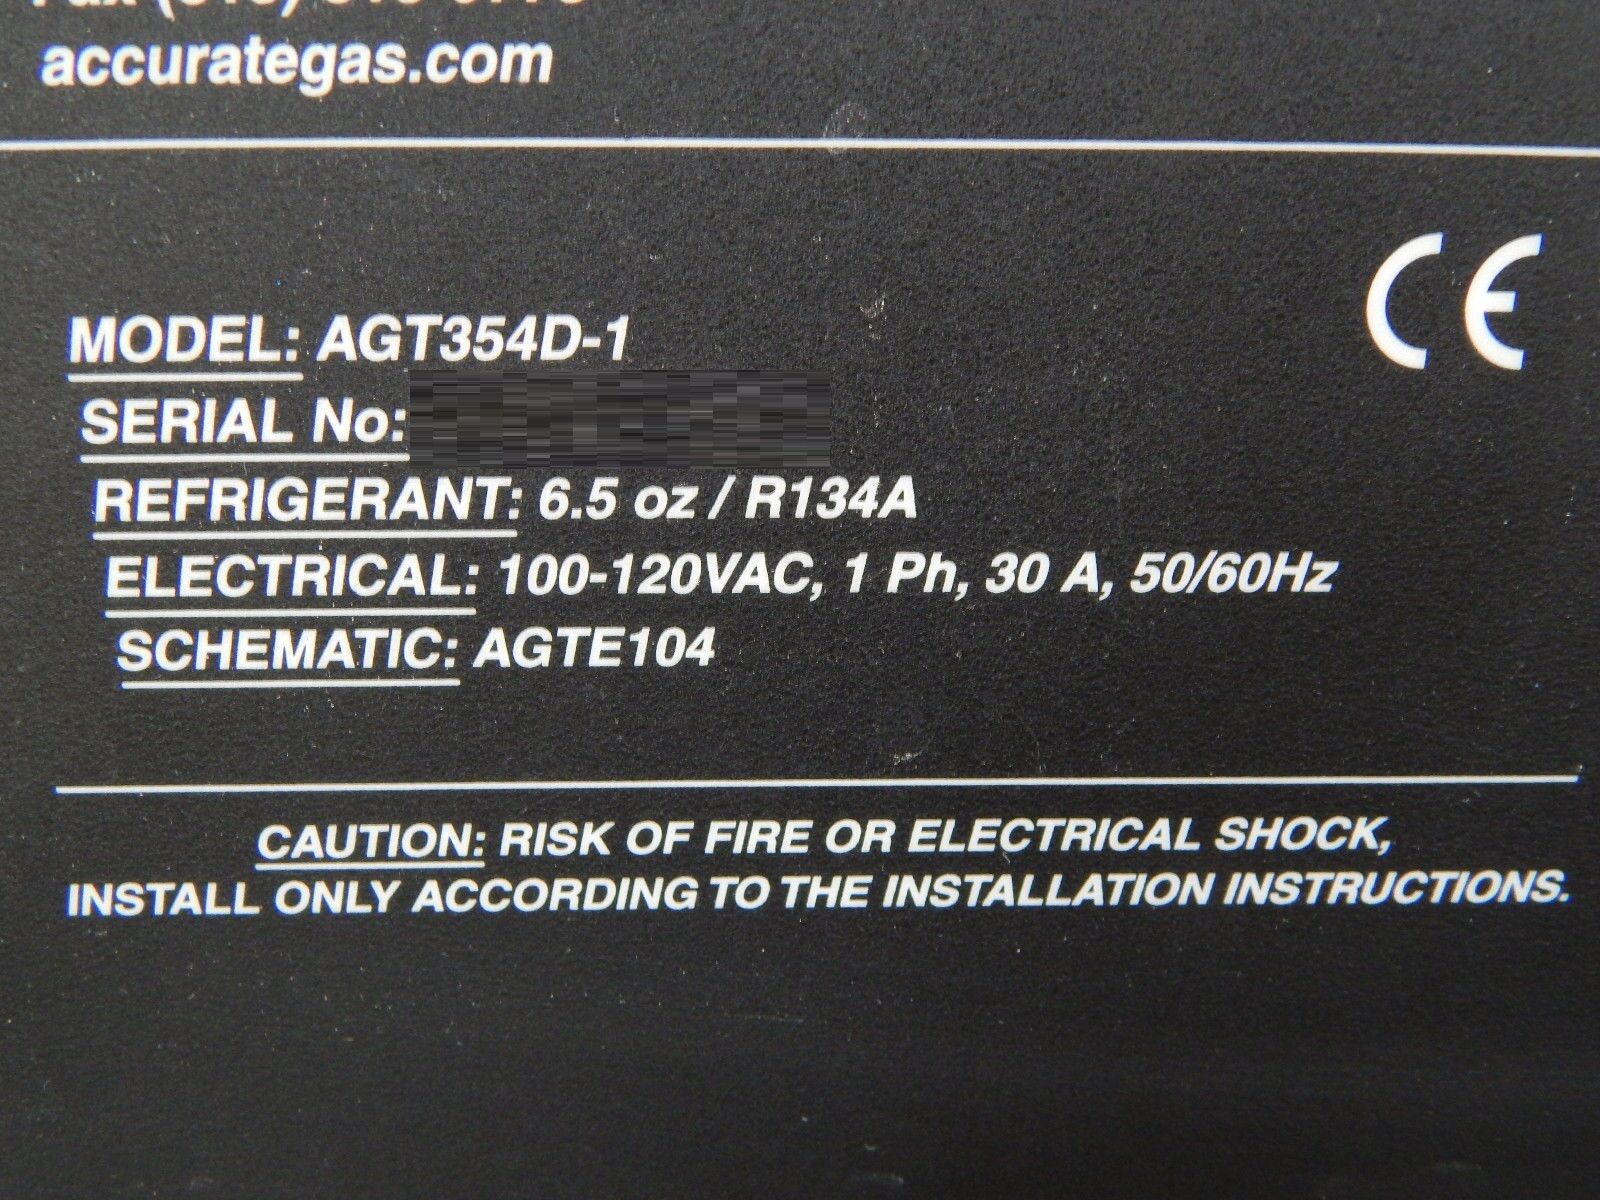 accurategas.com
CE
MODEL: AGT354D-1
SERIAL No:
REFRIGERANT: 6.5 oz / R134A
ELECTRICAL: 100-120VAC, 1 Ph, 30 A, 50/60Hz
SCHEMATIC: AGTE104
CAUTION: RISK OF FIRE OR ELECTRICAL SHOCK,
INSTALL ONLY ACCORDING TO THE INSTALLATION INSTRUCTIONS.